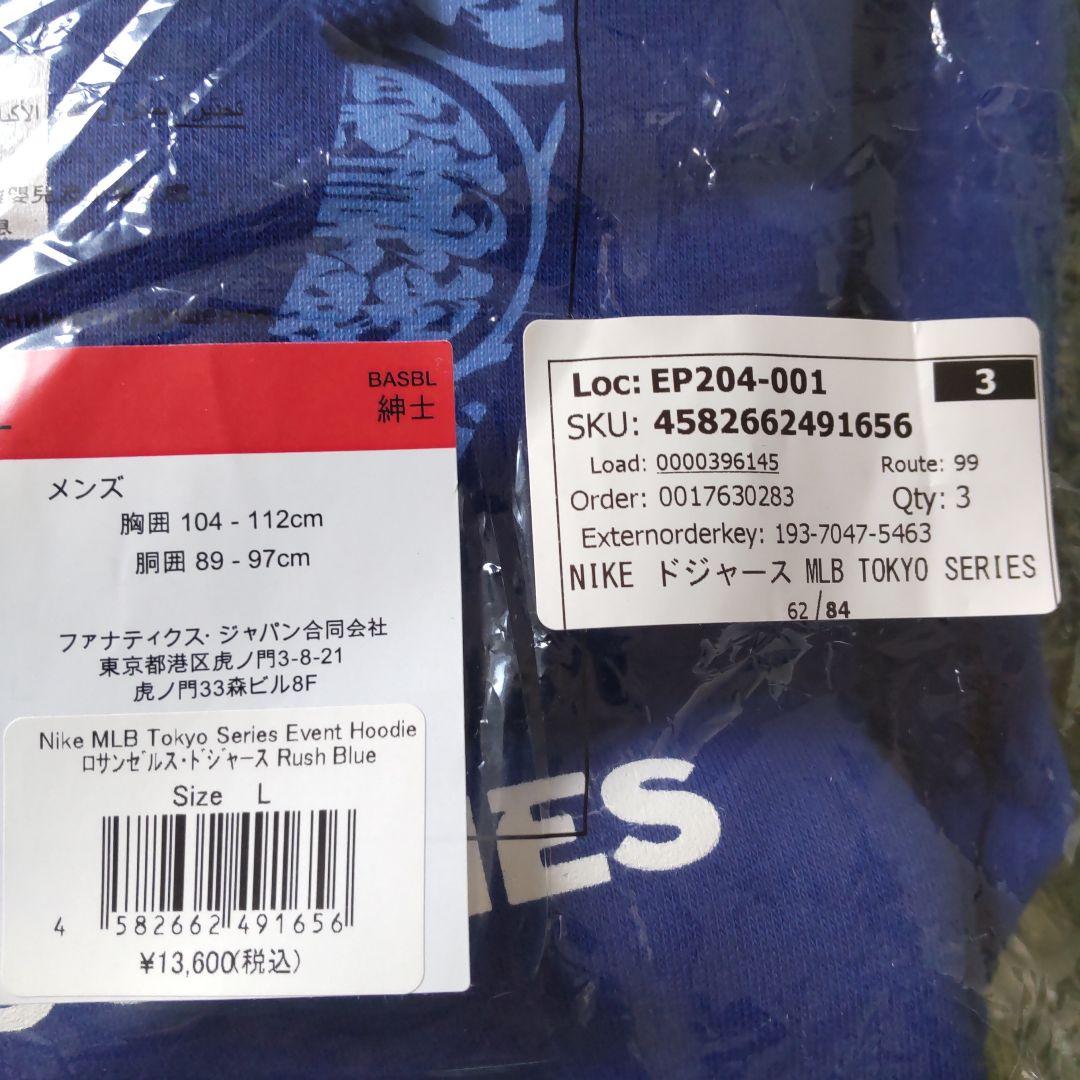 BASBL
紳士
メンズ
胸囲 104 - 112cm
胴囲 89 - 97cm
ファナティクス・ジャパン合同会社
東京都港区虎ノ門3-8-21
虎ノ門33森ビル8F
Nike MLB Tokyo Series Event Hoodie
ロサンゼルス・ドジャース Rush Blue
Size L
4 582662 491656
¥13,600(税込)
Loc: EP204-001 3
SKU: 4582662491656
Load: 0000396145 Route: 99
Order: 0017630283 Qty: 3
Externorderkey: 193-7047-5463
NIKE ドジャース MLB TOKYO SERIES
62/84
IES